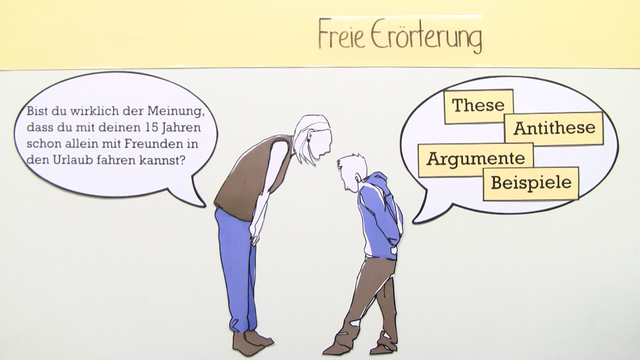 Freie Erörterung
Bist du wirklich der Meinung,
dass du mit deinen 15 Jahren
schon allein mit Freunden in
den Urlaub fahren kannst?
These
Antithese
Argumente
Beispiele